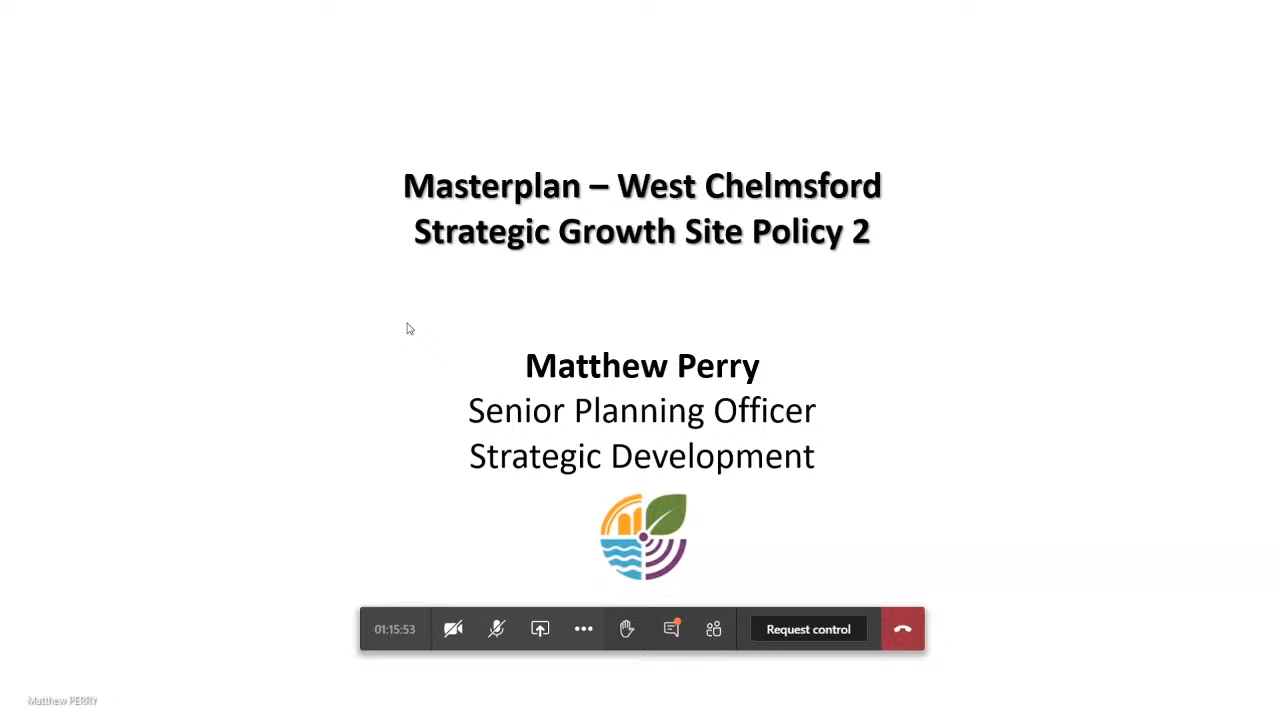 Masterplan – West Chelmsford
Strategic Growth Site Policy 2
Matthew Perry
Senior Planning Officer
Strategic Development
01:15:53
Request control
Matthew PERRY